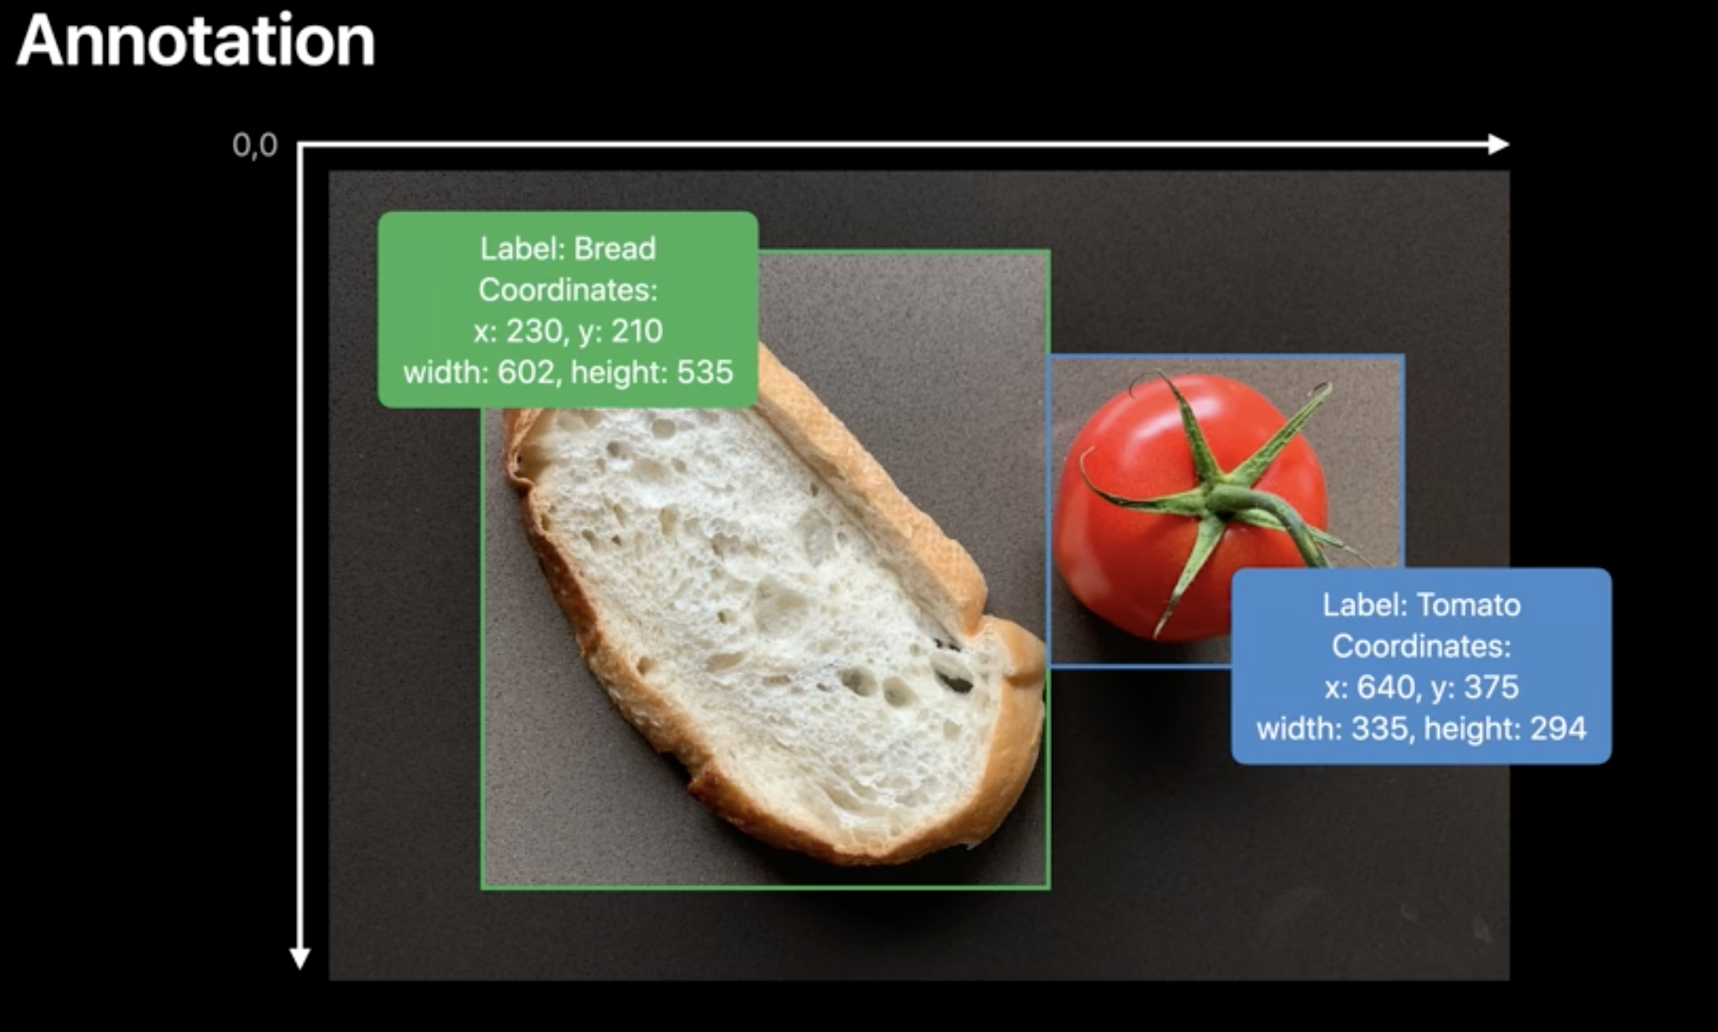 Annotation
0,0
Label: Bread
Coordinates:
x: 230, y: 210
width: 602, height: 535
Label: Tomato
Coordinates:
x: 640, y: 375
width: 335, height: 294